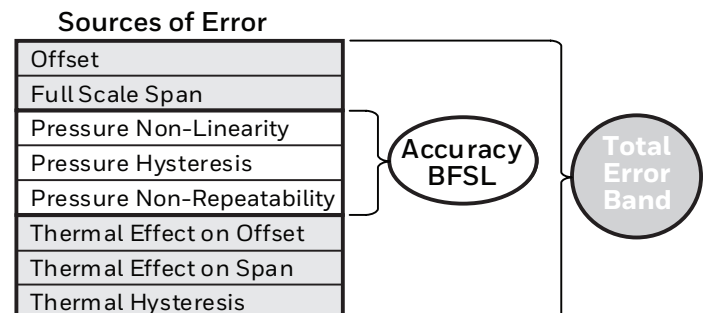 Sources of Error
Offset
Full Scale Span
Pressure Non-Linearity
Pressure Hysteresis
Pressure Non-Repeatability
Thermal Effect on Offset
Thermal Effect on Span
Thermal Hysteresis
Accuracy
BFSL
Total
Error
Band